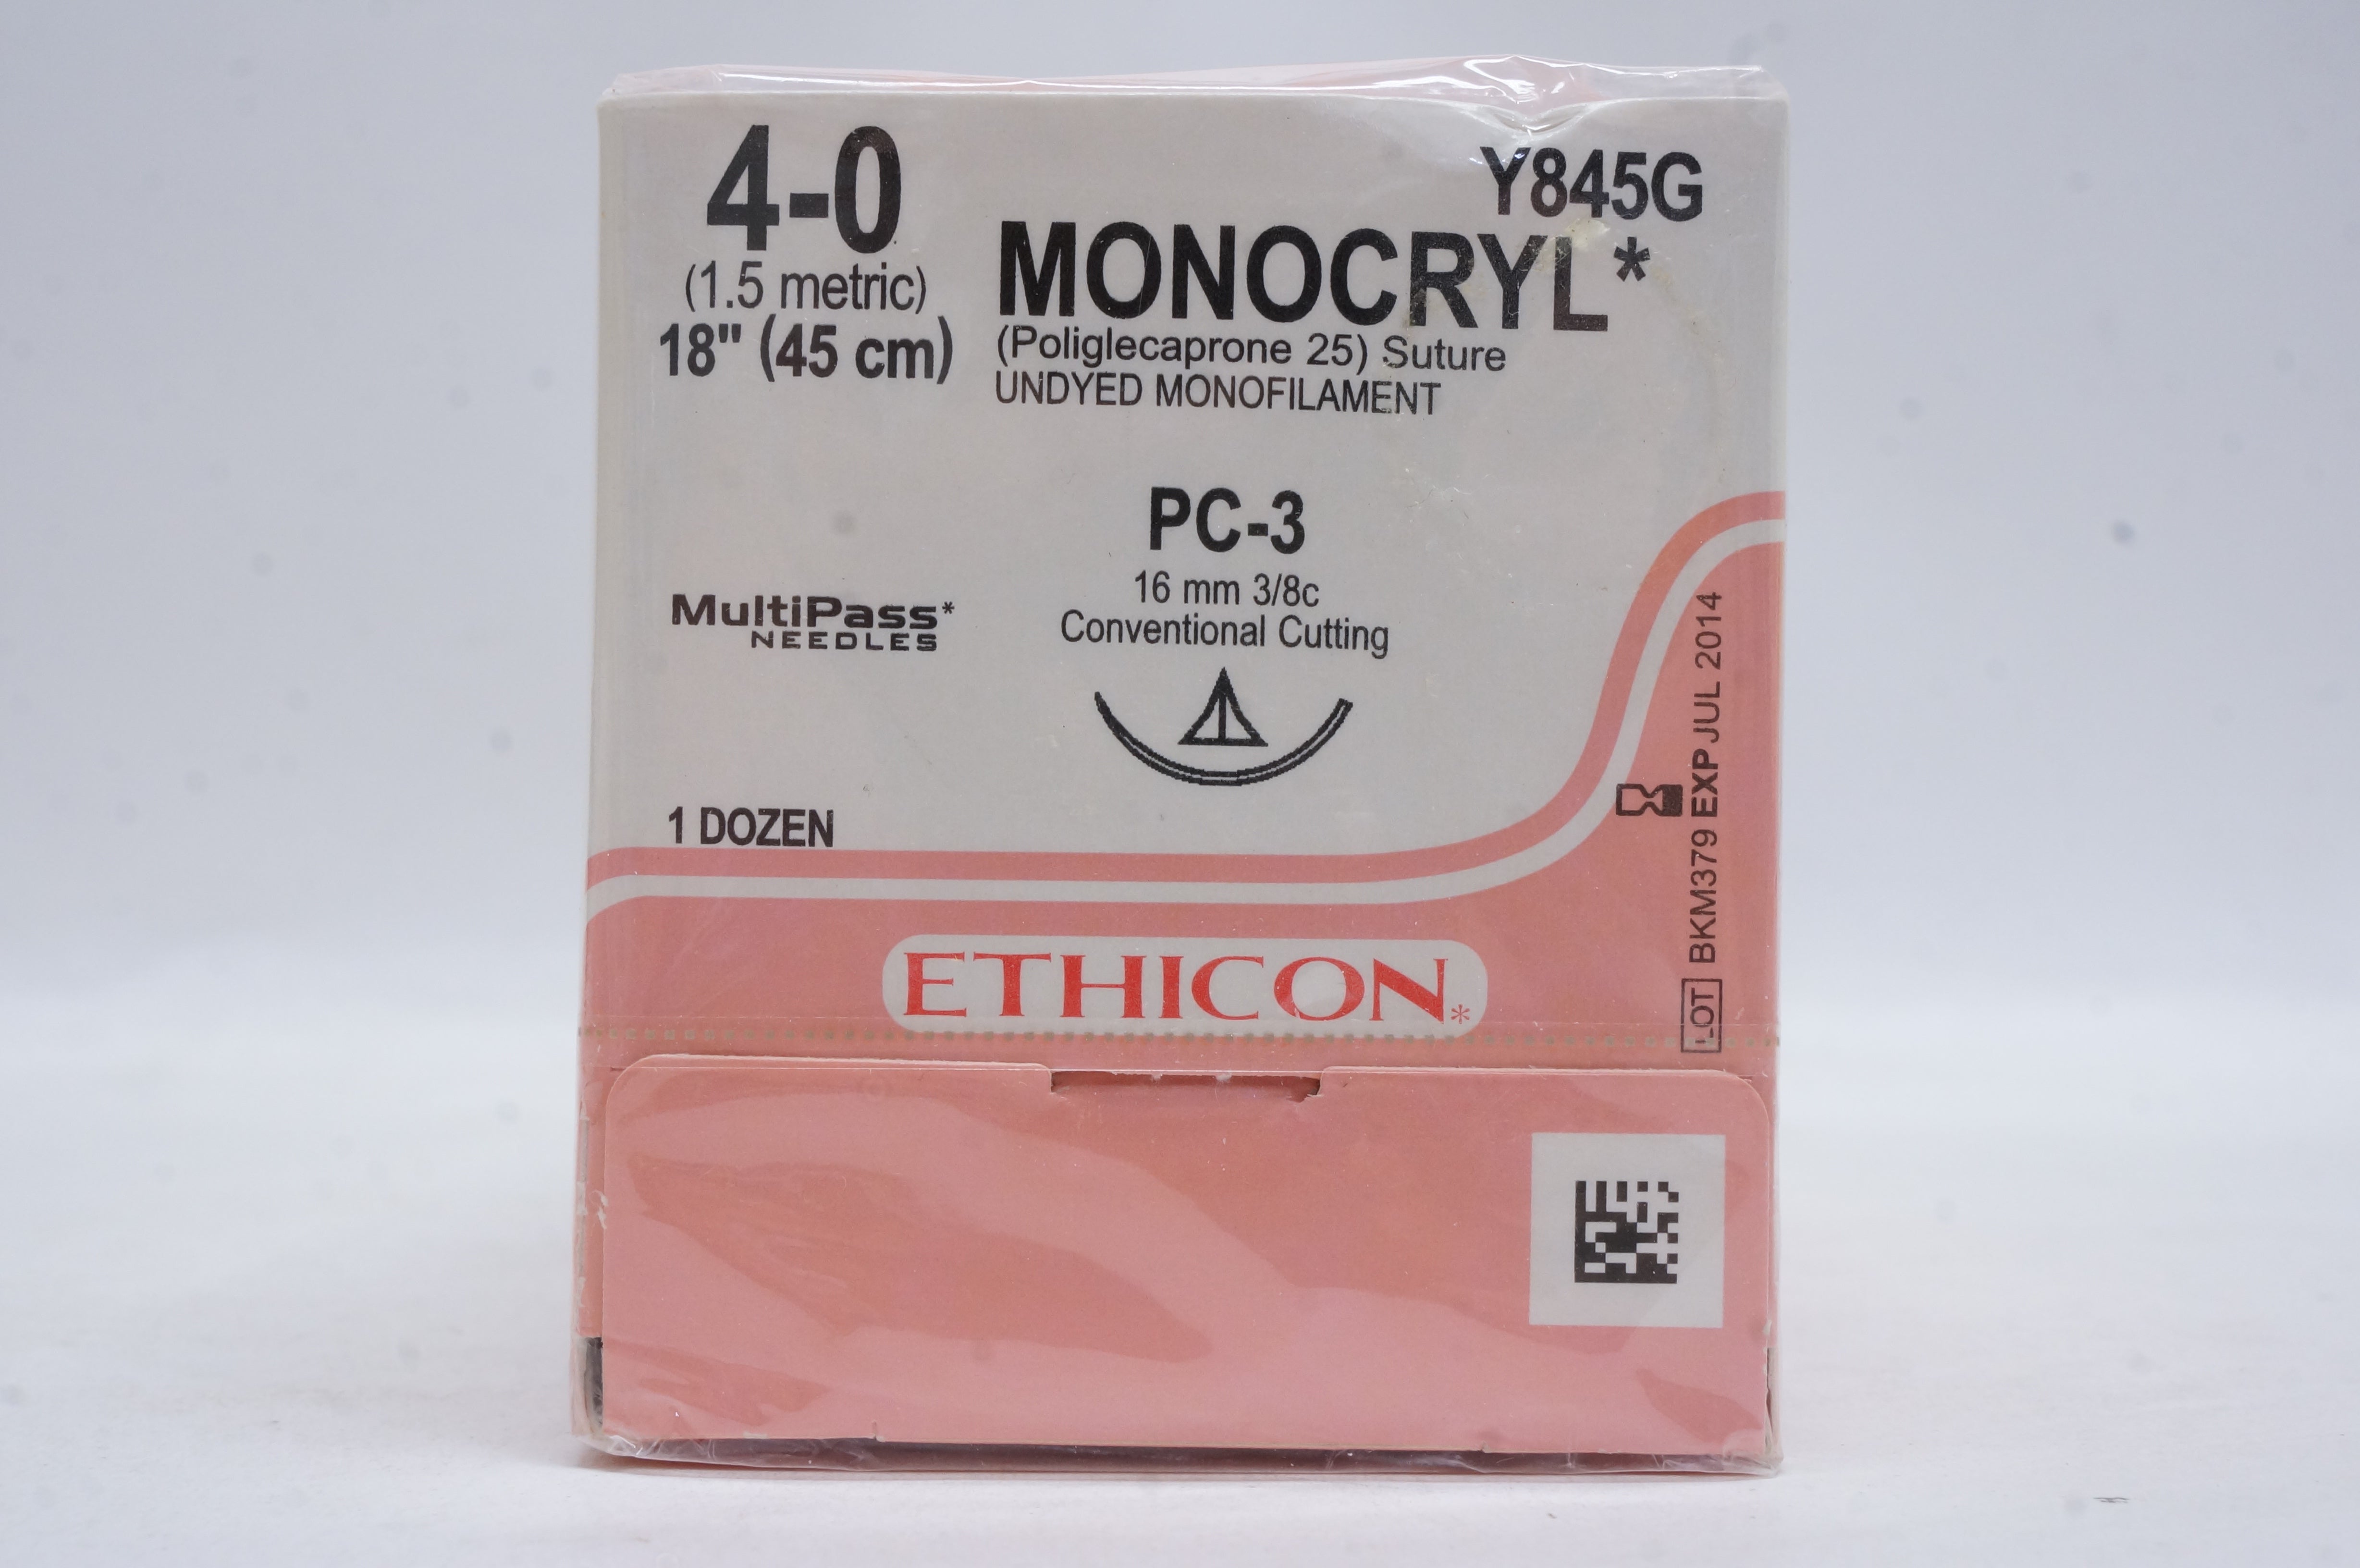 4-0
(1.5 metric)
18" (45 cm)
Y845G
MONOCRYL*
(Poliglecaprone 25) Suture
UNDYED MONOFILAMENT
PC-3
16 mm 3/8c
Conventional Cutting
MultiPass*
NEEDLES
1 DOZEN
LOT BKM379 EXP JUL 2014
ETHICON*